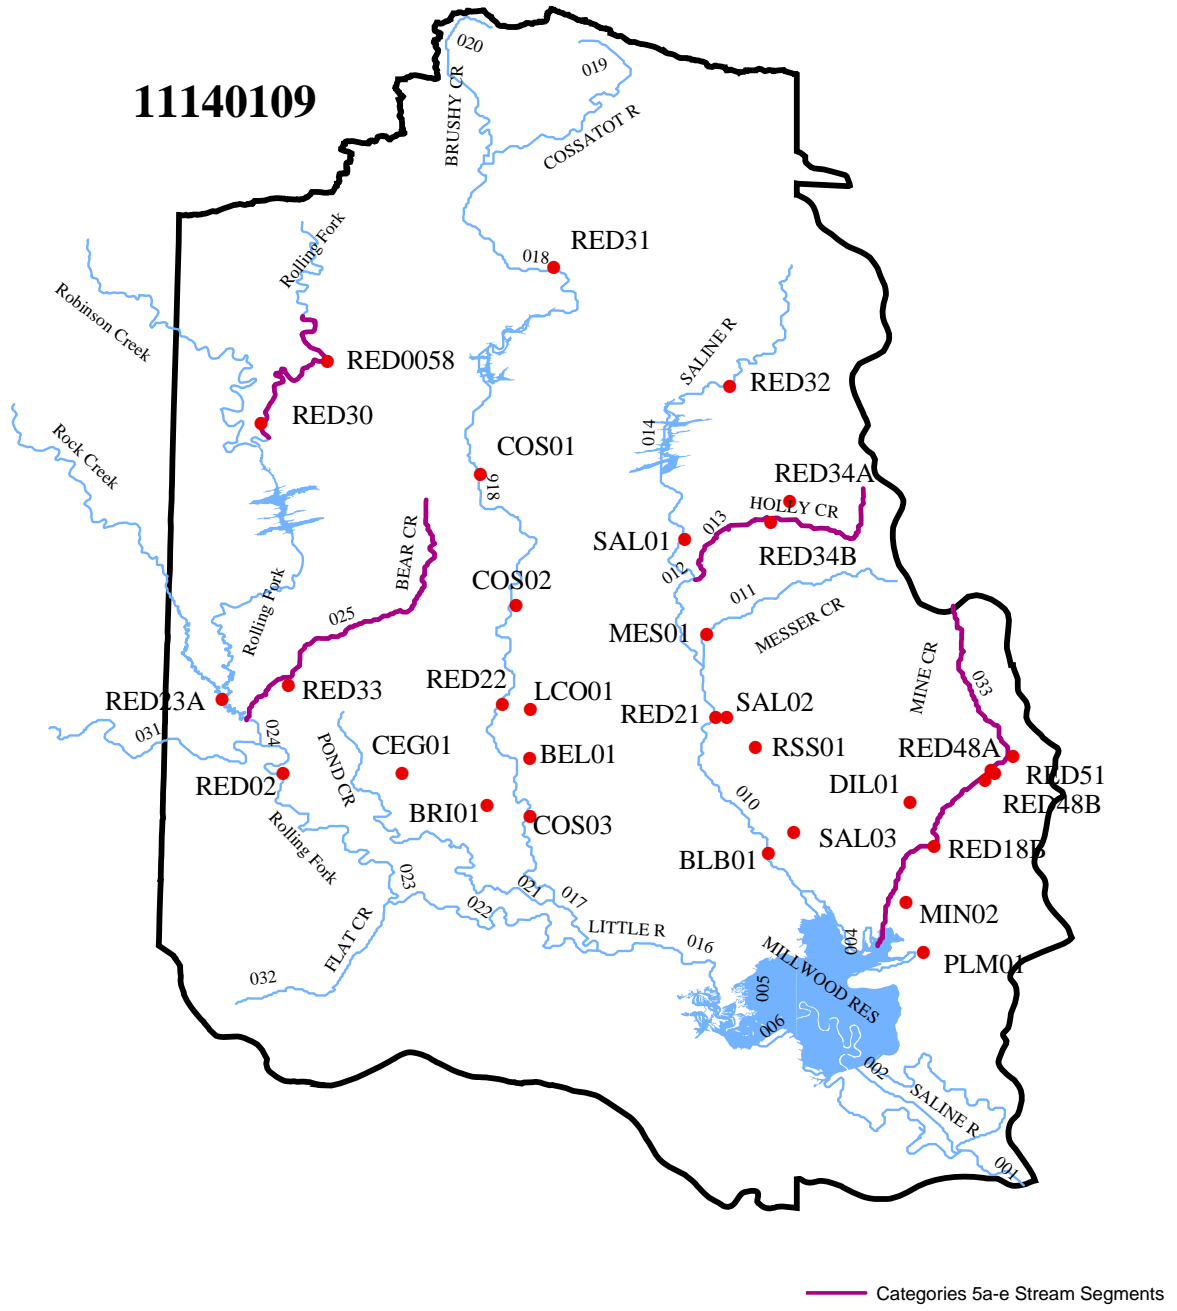 020
019
BRUSHY CR
11140109
COSSATOT R
Rolling Fork
RED31
018
Robinson Creek
SALINE R
RED0058
RED32
RED30
014
Rock Creek
COS01
RED34A
918
HOLLY CR
013
SAL01
RED34B
BEAR CR
012
COS02
011
025
MESSER CR
Rolling Fork
MES01
MINE CR
033
RED22
RED33
LCO01
RED23A
RED21
SAL02
031
024
CEG01
RSS01
RED48A
POND CR
BEL01
RED51
RED02
DIL01
010
RED48B
BRI01
COS03
SAL03
RED18B
Rolling Fork
BLB01
023
021
017
022
MIN02
LITTLE R
FLAT CR
016
004
PLM01
032
MILLWOOD RES
005
006
002
SALINE R
001
Categories 5a-e Stream Segments